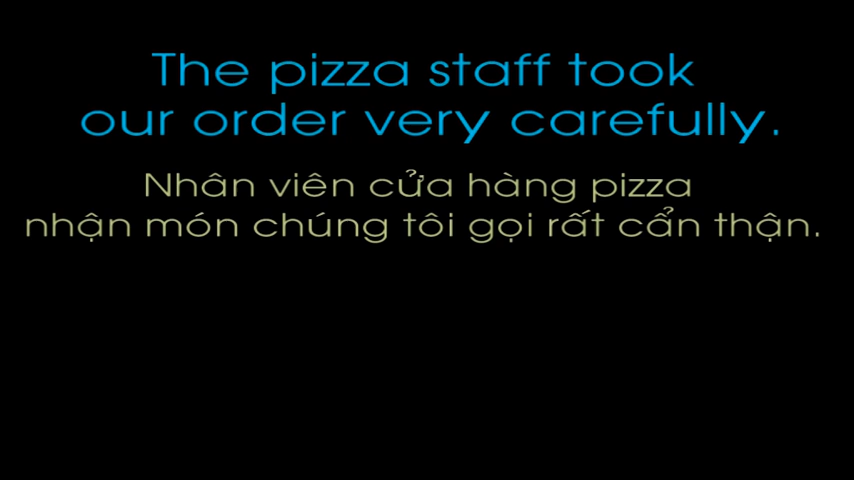 The pizza staff took
our order very carefully.
Nhân viên cửa hàng pizza
nhận món chúng tôi gọi rất cẩn thận.